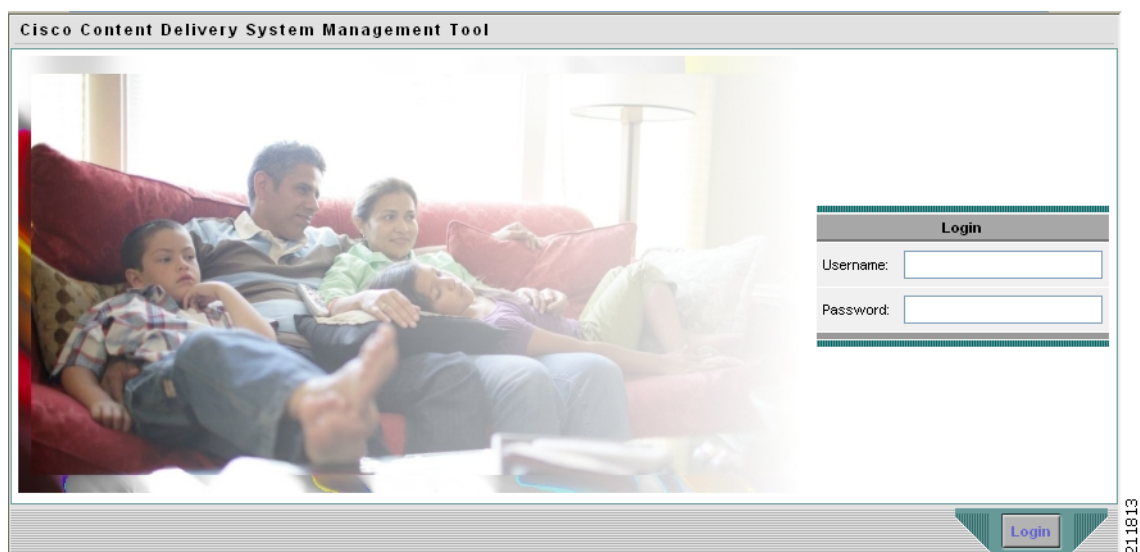 Cisco Content Delivery System Management Tool
Login
Username:
Password:
Login
211813